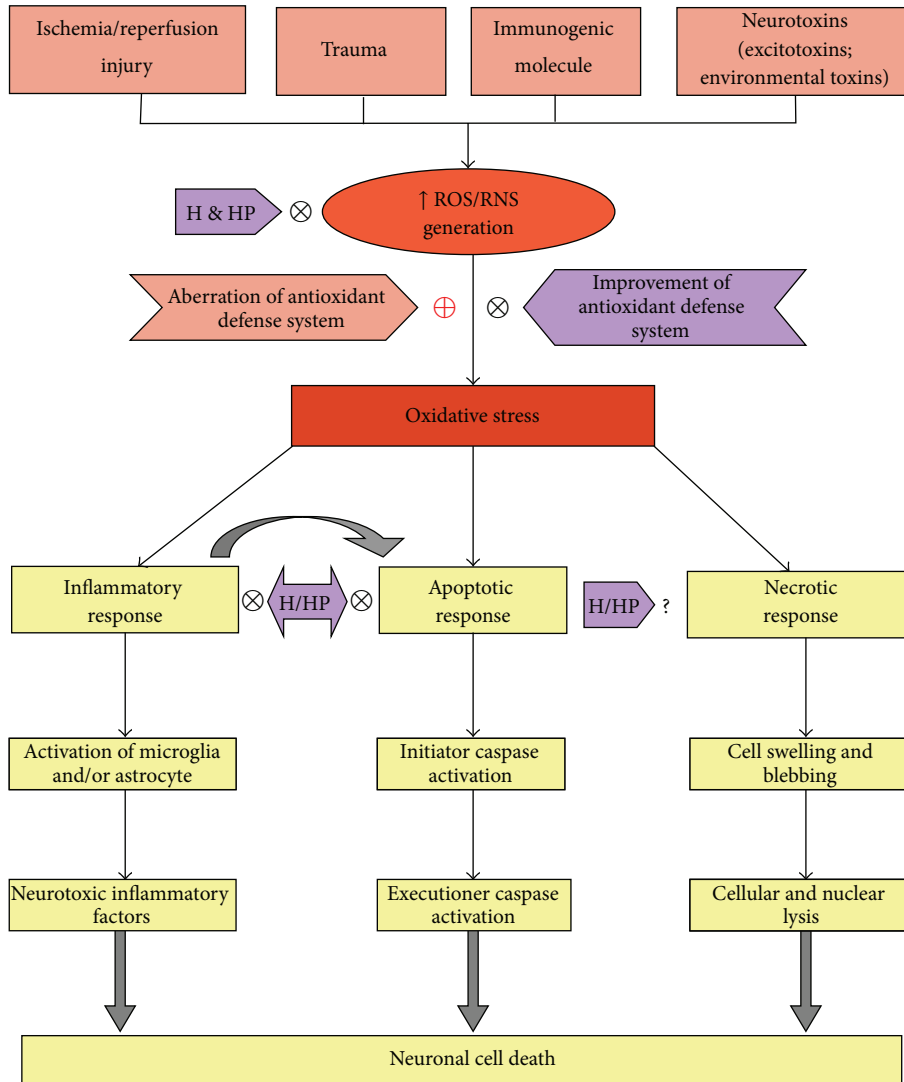 Ischemia/reperfusion
injury
Trauma
Immunogenic
molecule
Neurotoxins
(excitotoxins;
environmental toxins)
H & HP
↑ ROS/RNS
generation
Aberration of antioxidant
defense system
Improvement of
antioxidant defense
system
Oxidative stress
Inflammatory
response
H/HP
Apoptotic
response
H/HP
?
Necrotic
response
Activation of microglia
and/or astrocyte
Initiator caspase
activation
Cell swelling and
blebbing
Neurotoxic inflammatory
factors
Executioner caspase
activation
Cellular and nuclear
lysis
Neuronal cell death